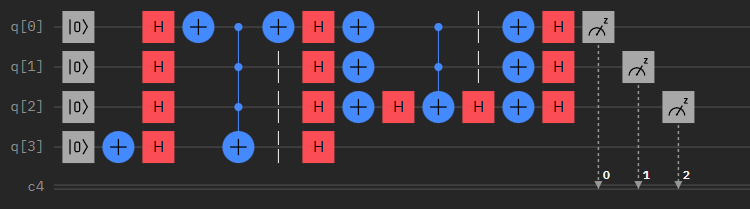 q[0] |0⟩ H H H z
q[1] |0⟩ H H H z
q[2] |0⟩ H H H H H z
q[3] |0⟩ H H
c4 0 1 2